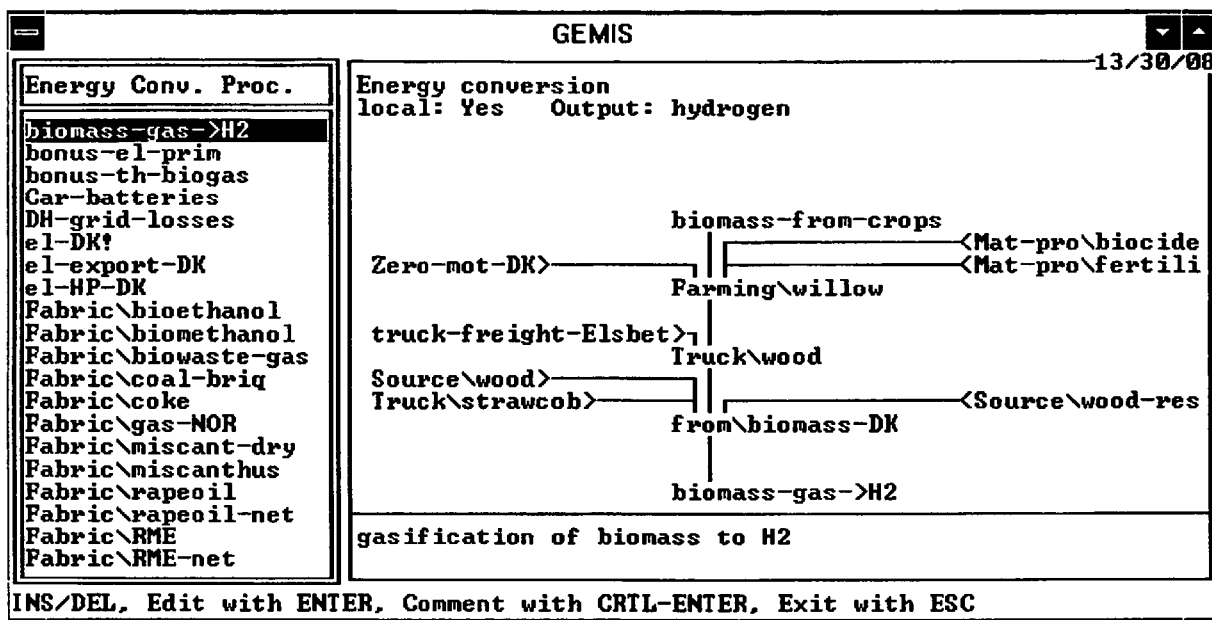 GEMIS
13/30/08
Energy Conv. Proc.
biomass-gas->H2
bonus-el-prim
bonus-th-biogas
Car-batteries
DH-grid-losses
el-DK!
el-export-DK
el-HP-DK
Fabric\bioethanol
Fabric\biomethanol
Fabric\biowaste-gas
Fabric\coal-briq
Fabric\coke
Fabric\gas-NOR
Fabric\miscant-dry
Fabric\miscanthus
Fabric\rapeoil
Fabric\rapeoil-net
Fabric\RME
Fabric\RME-net
Energy conversion
local: Yes Output: hydrogen
biomass-from-crops
<Mat-pro\biocide
Zero-mot-DK> <Mat-pro\fertili
Farming\willow
truck-freight-Elsbet>
Truck\wood
Source\wood>
Truck\strawcob> <Source\wood-res
from\biomass-DK
biomass-gas->H2
gasification of biomass to H2
INS/DEL, Edit with ENTER, Comment with CRTL-ENTER, Exit with ESC